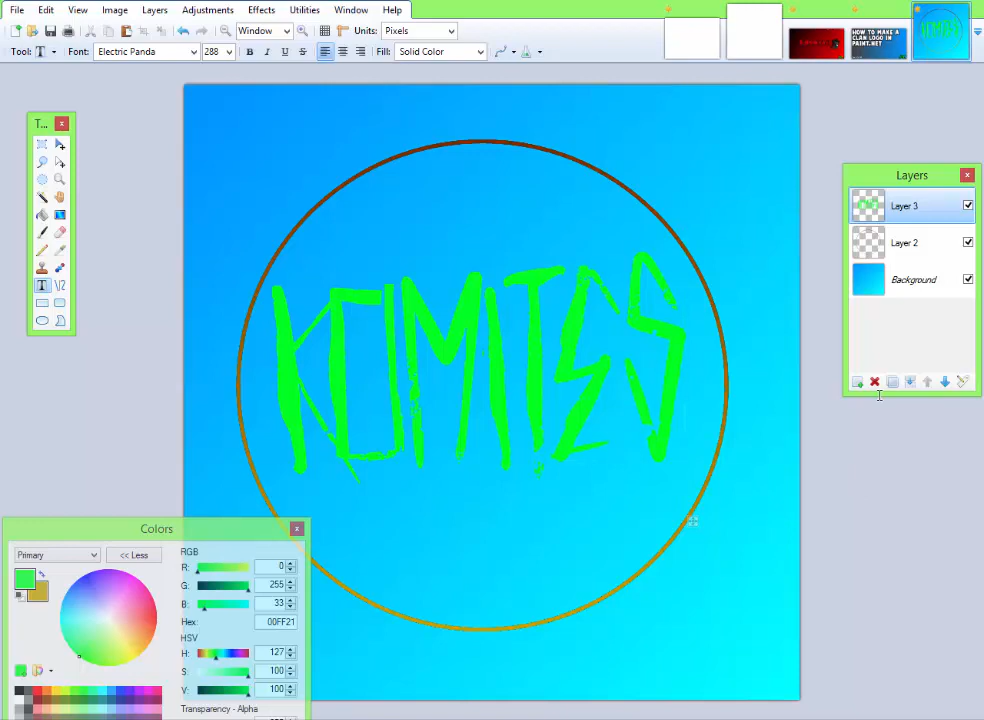 File Edit View Image Layers Adjustments Effects Utilities Window Help
Window Units: Pixels
Tool: T Font: Electric Panda 288 B I U S Fill: Solid Color
HOW TO MAKE A
CLAN LOGO IN
PAINT.NET
KOMITES
T... x
Layers x
Layer 3
Layer 2
Background
KOMITES
Colors x
Primary << Less
RGB
R: 0
G: 255
B: 33
Hex: 00FF21
HSV
H: 127
S: 100
V: 100
Transparency - Alpha